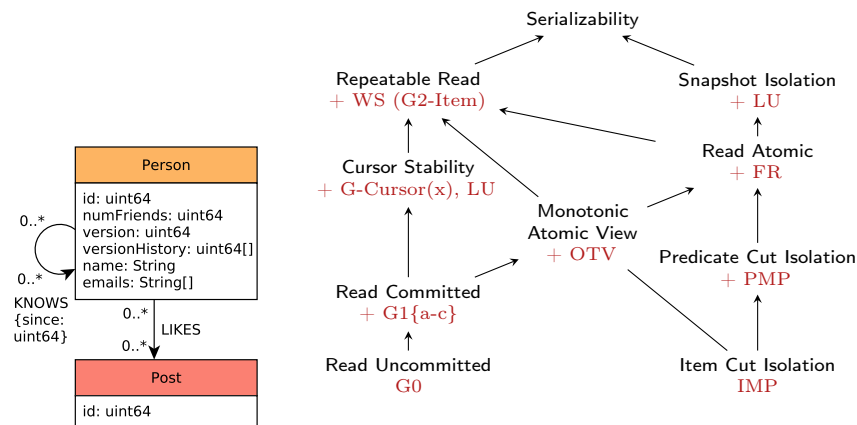 Person
id: uint64
numFriends: uint64
version: uint64
versionHistory: uint64[]
name: String
emails: String[]
0..*
0..*
KNOWS
{since:
uint64}
0..*
LIKES
0..*
Post
id: uint64
Serializability
Repeatable Read
+ WS (G2-Item)
Snapshot Isolation
+ LU
Cursor Stability
+ G-Cursor(x), LU
Read Atomic
+ FR
Monotonic
Atomic View
+ OTV
Predicate Cut Isolation
+ PMP
Read Committed
+ G1{a-c}
Read Uncommitted
G0
Item Cut Isolation
IMP